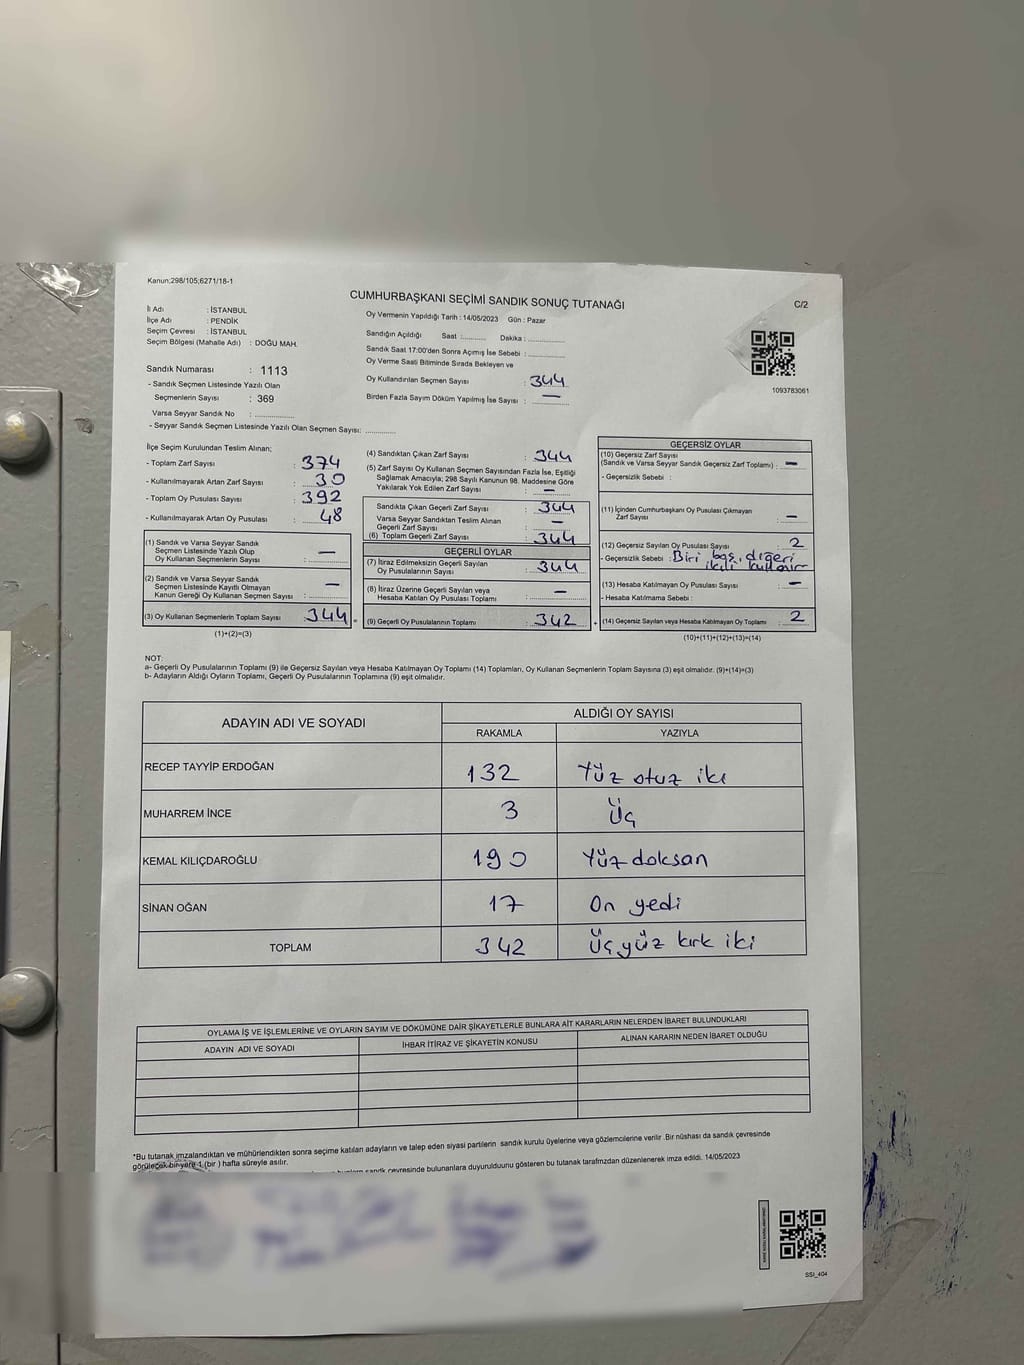 Kanun;298/105;6271/18-1
CUMHURBAŞKANI SEÇİMİ SANDIK SONUÇ TUTANAĞI
C/2
İl Adı : İSTANBUL
İlçe Adı : PENDİK
Seçim Çevresi : İSTANBUL
Seçim Bölgesi (Mahalle Adı) : DOĞU MAH.
Sandık Numarası : 1113
- Sandık Seçmen Listesinde Yazılı Olan
Seçmenlerin Sayısı : 369
Varsa Seyyar Sandık No : ..............
- Seyyar Sandık Seçmen Listesinde Yazılı Olan Seçmen Sayısı: ............
Oy Vermenin Yapıldığı Tarih : 14/05/2023 Gün : Pazar
Sandığın Açıldığı Saat :......... Dakika : .............
Sandık Saat 17:00'den Sonra Açımış İse Sebebi : .............
Oy Verme Saati Bitiminde Sırada Bekleyen ve
Oy Kullandırılan Seçmen Sayısı : 344
Birden Fazla Sayım Döküm Yapılmış İse Sayısı : —
1093783061
İlçe Seçim Kurulundan Teslim Alınan;
- Toplam Zarf Sayısı : 374
- Kullanılmayarak Artan Zarf Sayısı : 30
- Toplam Oy Pusulası Sayısı : 392
- Kullanılmayarak Artan Oy Pusulası : 48
(1) Sandık ve Varsa Seyyar Sandık
Seçmen Listesinde Yazılı Olup
Oy Kullanan Seçmenlerin Sayısı : —
(2) Sandık ve Varsa Seyyar Sandık
Seçmen Listesinde Kayıtlı Olmayan
Kanun Gereği Oy Kullanan Seçmen Sayısı : —
(3) Oy Kullanan Seçmenlerin Toplam Sayısı : 344 =
(1)+(2)=(3)
(4) Sandıktan Çıkan Zarf Sayısı : 344
(5) Zarf Sayısı Oy Kullanan Seçmen Sayısından Fazla İse, Eşitliği
Sağlamak Amacıyla; 298 Sayılı Kanunun 98. Maddesine Göre
Yakılarak Yok Edilen Zarf Sayısı : —
Sandıkta Çıkan Geçerli Zarf Sayısı : 344
Varsa Seyyar Sandıktan Teslim Alınan
Geçerli Zarf Sayısı : —
(6) Toplam Geçerli Zarf Sayısı : 344
GEÇERLİ OYLAR
(7) İtiraz Edilmeksizin Geçerli Sayılan
Oy Pusulalarının Sayısı : 344
(8) İtiraz Üzerine Geçerli Sayılan veya
Hesaba Katılan Oy Pusulası Toplamı : —
(9) Geçerli Oy Pusulalarının Toplamı : 342 +
GEÇERSİZ OYLAR
(10) Geçersiz Zarf Sayısı
(Sandık ve Varsa Seyyar Sandık Geçersiz Zarf Toplamı) : —
- Geçersizlik Sebebi :
(11) İçinden Cumhurbaşkanı Oy Pusulası Çıkmayan
Zarf Sayısı : —
(12) Geçersiz Sayılan Oy Pusulası Sayısı : 2
- Geçersizlik Sebebi : Biri boş, diğeri
ikili
(13) Hesaba Katılmayan Oy Pusulası Sayısı : —
- Hesaba Katılmama Sebebi :
(14) Geçersiz Sayılan veya Hesaba Katılmayan Oy Toplamı : 2
(10)+(11)+(12)+(13)=(14)
NOT:
a- Geçerli Oy Pusulalarının Toplamı (9) ile Geçersiz Sayılan veya Hesaba Katılmayan Oy Toplamı (14) Toplamları, Oy Kullanan Seçmenlerin Toplam Sayısına (3) eşit olmalıdır. (9)+(14)=(3)
b- Adayların Aldığı Oyların Toplamı, Geçerli Oy Pusulalarının Toplamına (9) eşit olmalıdır.
ADAYIN ADI VE SOYADI
ALDIĞI OY SAYISI
RAKAMLA YAZIYLA
RECEP TAYYİP ERDOĞAN 132 Yüz otuz iki
MUHARREM İNCE 3 Üç
KEMAL KILIÇDAROĞLU 190 Yüz doksan
SİNAN OĞAN 17 On yedi
TOPLAM 342 Üç yüz kırk iki
OYLAMA İŞ VE İŞLEMLERİNE VE OYLARIN SAYIM VE DÖKÜMÜNE DAİR ŞİKAYETLERLE BUNLARA AİT KARARLARIN NELERDEN İBARET BULUNDUKLARI
ADAYIN ADI VE SOYADI İHBAR İTİRAZ VE ŞİKAYETİN KONUSU ALINAN KARARIN NEDEN İBARET OLDUĞU
*Bu tutanak imzalandıktan ve mühürlendikten sonra seçime katılan adayların ve talep eden siyasi partilerin sandık kurulu üyelerine veya gözlemcilerine verilir. Bir nüshası da sandık çevresinde
görülecek bir yere 1 (bir ) hafta süreyle asılır.
sandık çevresinde bulunanlara duyurulduunu gösteren bu tutanak tarafımızdan düzenlenerek imza edildi. 14/05/2023
SSI_404